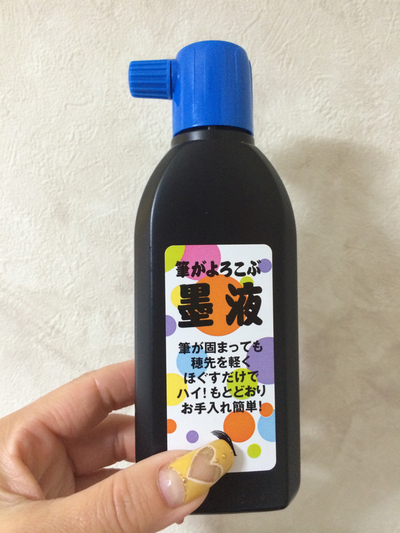 筆がよろこぶ
墨液
筆が固まっても
穂先を軽く
ほぐすだけで
ハイ!もとどおり
お手入れ簡単!